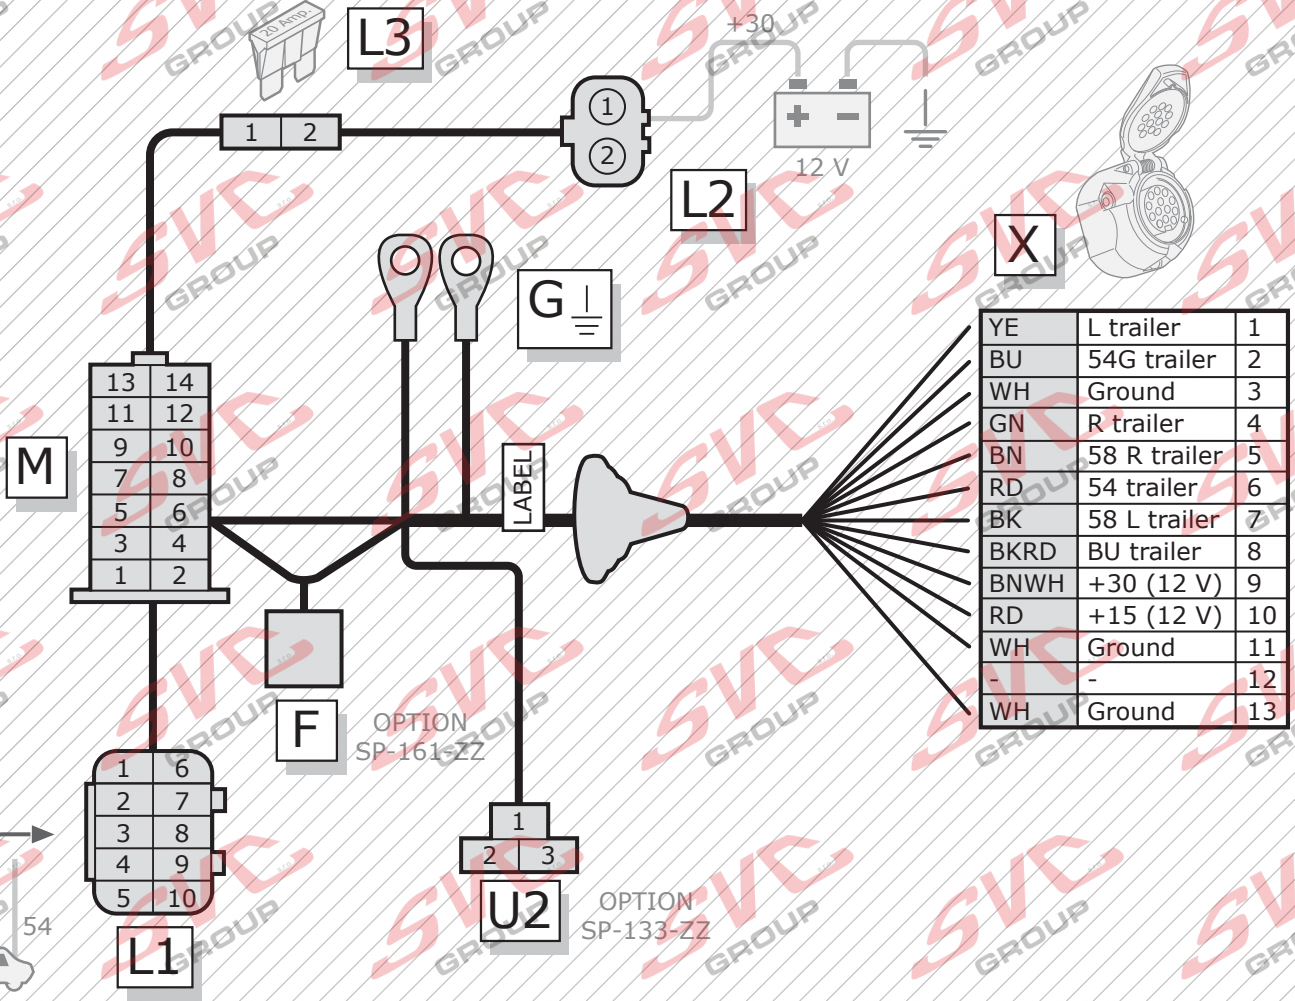 20 Amp.
L3
+30
1 2
1
2
+ −
12 V
L2
X
G
13 14
11 12
9 10
7 8
5 6
3 4
1 2
M
LABEL
YE L trailer 1
BU 54G trailer 2
WH Ground 3
GN R trailer 4
BN 58 R trailer 5
RD 54 trailer 6
BK 58 L trailer 7
BKRD BU trailer 8
BNWH +30 (12 V) 9
RD +15 (12 V) 10
WH Ground 11
- - 12
WH Ground 13
F
OPTION
SP-161-ZZ
1 6
2 7
3 8
4 9
5 10
L1
54
1
2 3
U2
OPTION
SP-133-ZZ
SVC
GROUP